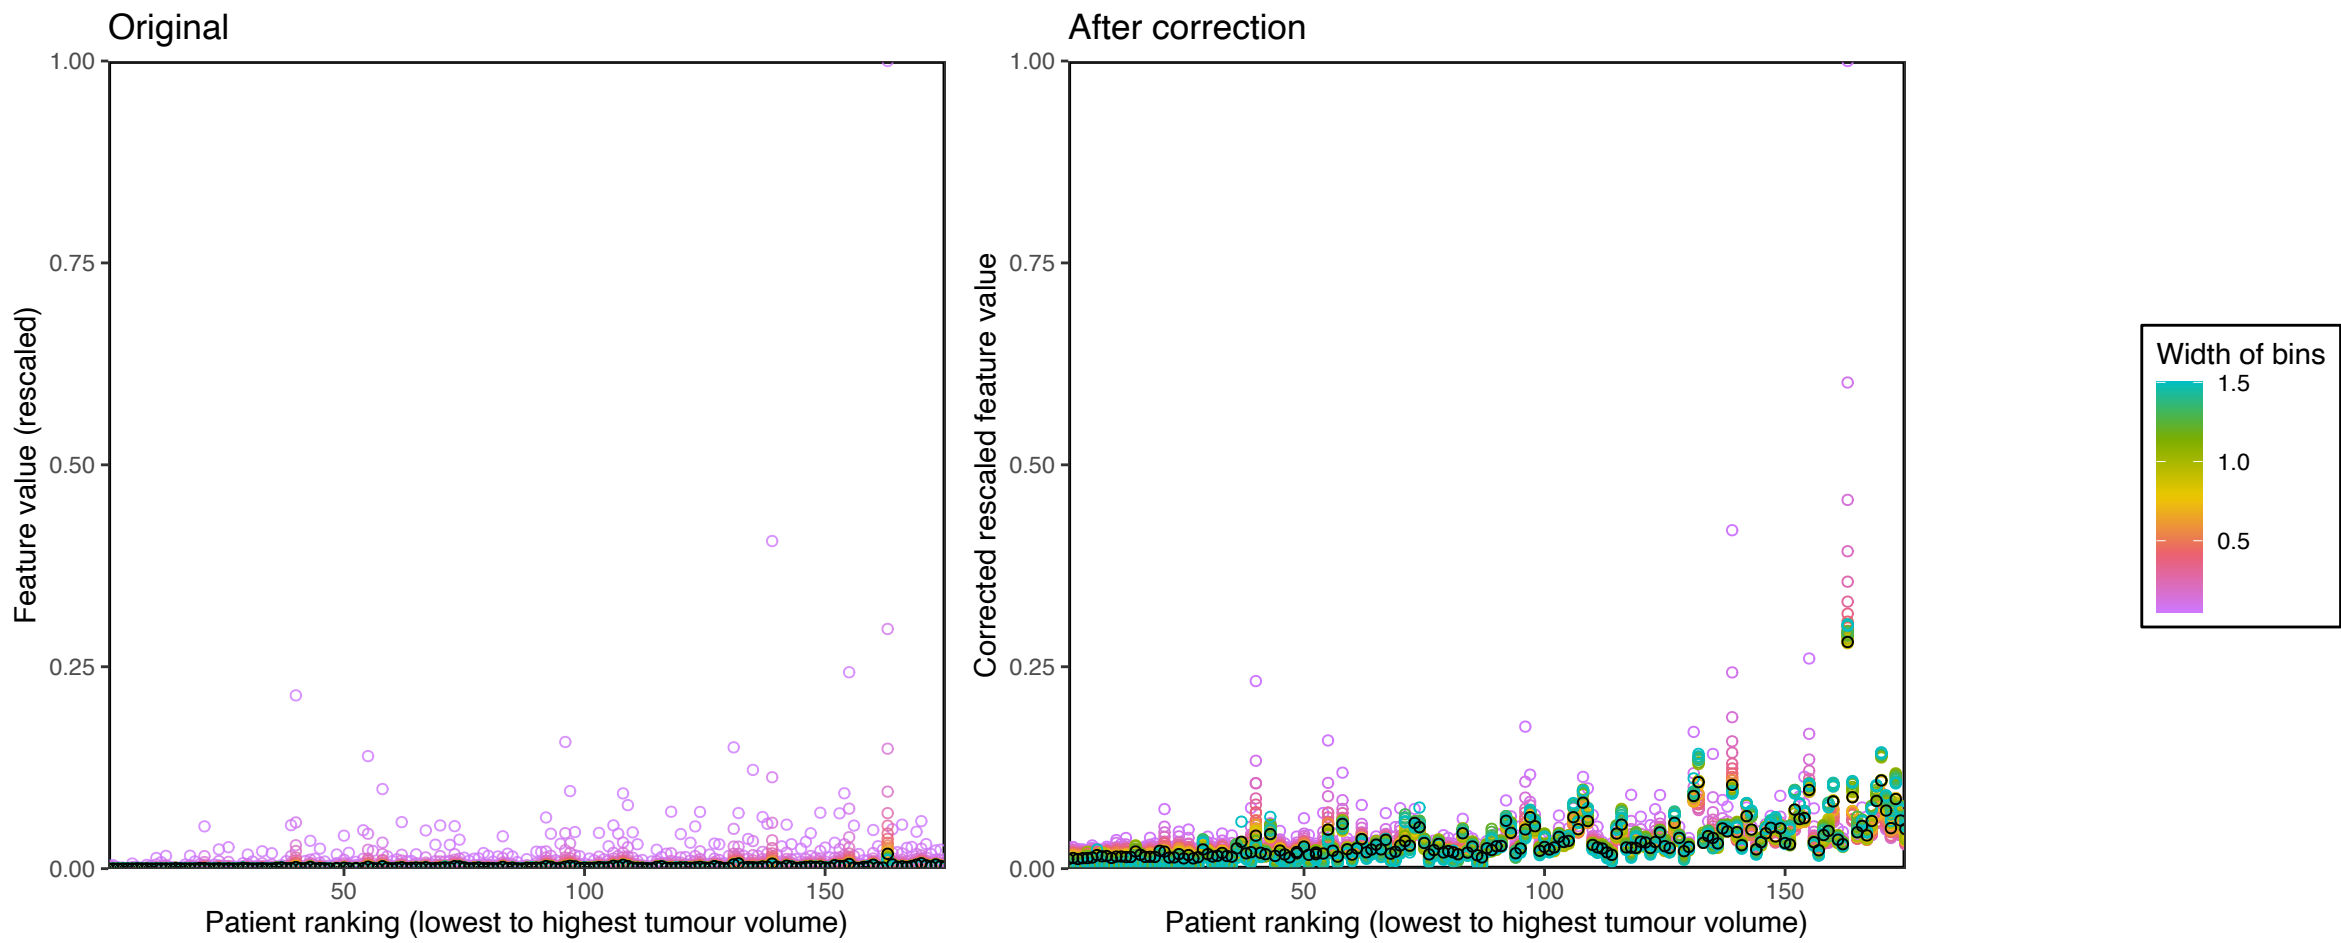 Original
1.00
0.75
0.50
0.25
0.00
Feature value (rescaled)
50
100
150
Patient ranking (lowest to highest tumour volume)
After correction
1.00
0.75
0.50
0.25
0.00
Corrected rescaled feature value
50
100
150
Patient ranking (lowest to highest tumour volume)
Width of bins
1.5
1.0
0.5